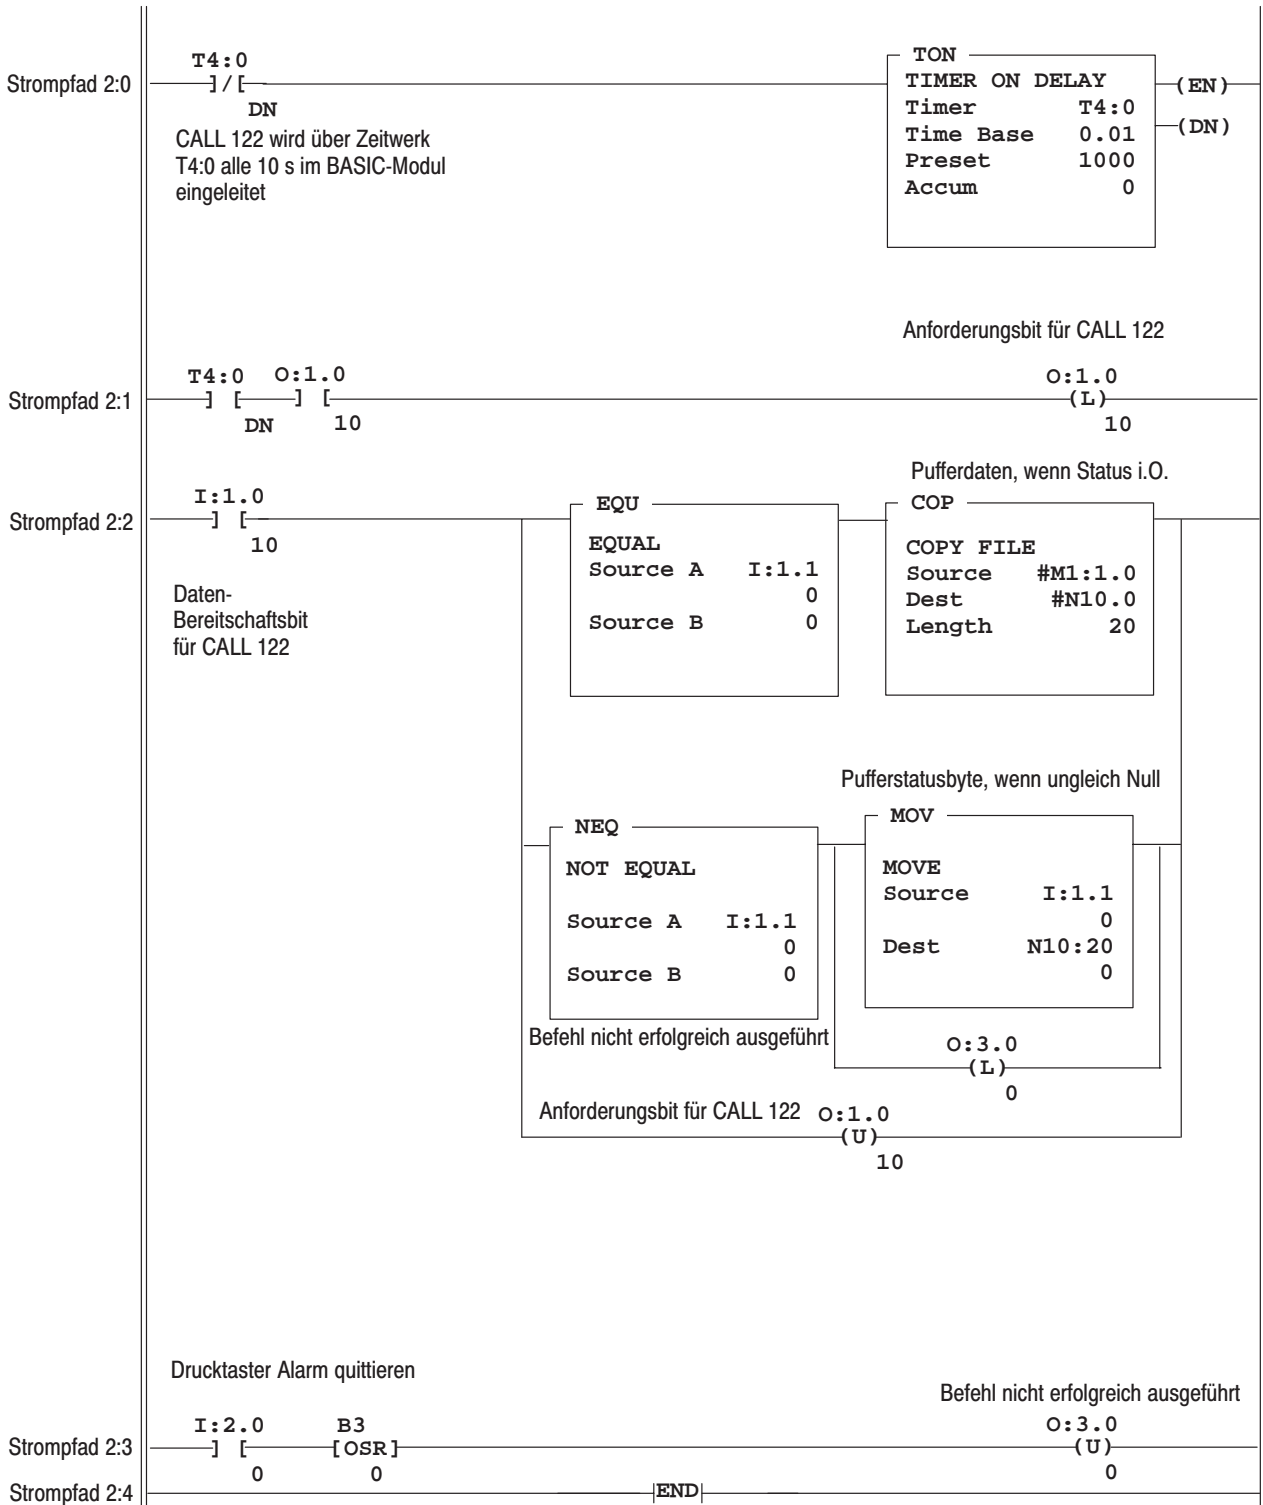 T4:0
TON
Strompfad 2:0
]/[
TIMER ON DELAY
(EN)
DN
Timer T4:0
(DN)
CALL 122 wird über Zeitwerk
T4:0 alle 10 s im BASIC-Modul
eingeleitet
Time Base 0.01
Preset 1000
Accum 0
Anforderungsbit für CALL 122
T4:0 O:1.0 O:1.0
Strompfad 2:1
] [ ] [ (L)
DN 10 10
Pufferdaten, wenn Status i.O.
I:1.0
EQU
COP
Strompfad 2:2
] [
10
EQUAL
Source A I:1.1
0
Source B 0
COPY FILE
Source #M1:1.0
Dest #N10.0
Length 20
Daten-
Bereitschaftsbit
für CALL 122
Pufferstatusbyte, wenn ungleich Null
NEQ
MOV
NOT EQUAL
Source A I:1.1
0
Source B 0
MOVE
Source I:1.1
0
Dest N10:20
0
Befehl nicht erfolgreich ausgeführt
O:3.0
(L)
0
Anforderungsbit für CALL 122
O:1.0
(U)
10
Drucktaster Alarm quittieren
Befehl nicht erfolgreich ausgeführt
I:2.0 B3 O:3.0
Strompfad 2:3
] [ [OSR] (U)
0 0 0
Strompfad 2:4
END